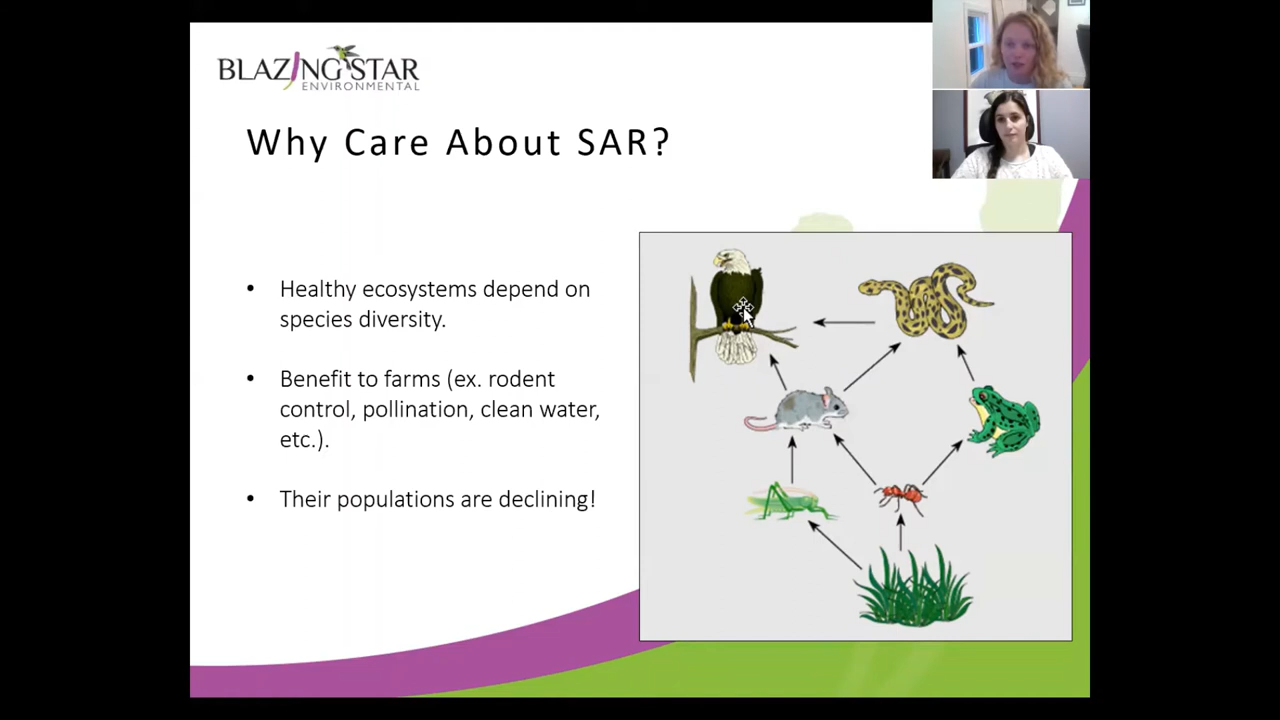 BLAZING STAR
ENVIRONMENTAL
Why Care About SAR?
• Healthy ecosystems depend on
species diversity.
• Benefit to farms (ex. rodent
control, pollination, clean water,
etc.).
• Their populations are declining!